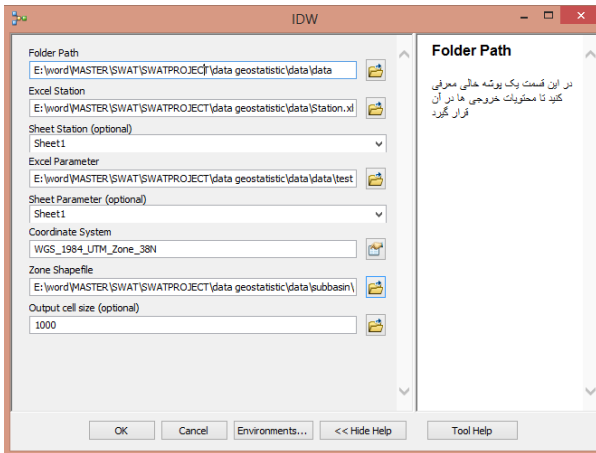 IDW
Folder Path
E:\word\MASTER\SWAT\SWATPROJECT\data geostatistic\data\data
Excel Station
E:\word\MASTER\SWAT\SWATPROJECT\data geostatistic\data\Station.xl
Sheet Station (optional)
Sheet1
Excel Parameter
E:\word\MASTER\SWAT\SWATPROJECT\data geostatistic\data\data\test
Sheet Parameter (optional)
Sheet1
Coordinate System
WGS_1984_UTM_Zone_38N
Zone Shapefile
E:\word\MASTER\SWAT\SWATPROJECT\data geostatistic\data\subbasin\
Output cell size (optional)
1000
Folder Path
در این قسمت یک پوشه خالی معرفی
کنید تا محتویات خروجی ها در آن
قرار گیرد
OK
Cancel
Environments...
<< Hide Help
Tool Help